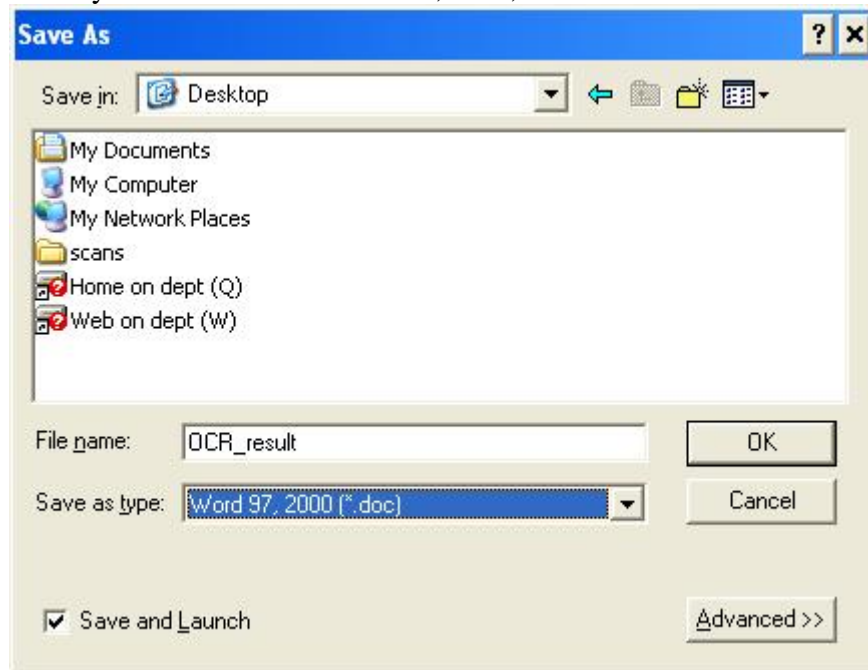 Save As
Save in: Desktop
My Documents
My Computer
My Network Places
scans
Home on dept (Q)
Web on dept (W)
File name: OCR_result OK
Save as type: Word 97, 2000 (*.doc) Cancel
Save and Launch Advanced >>